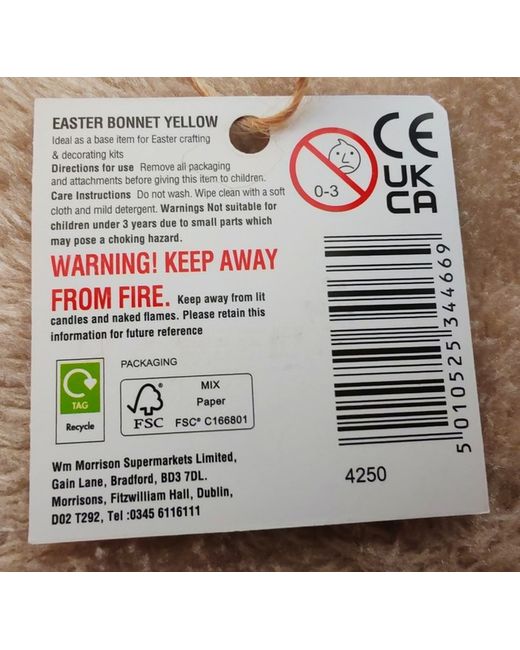 EASTER BONNET YELLOW
Ideal as a base item for Easter crafting
& decorating kits
Directions for use Remove all packaging
and attachments before giving this item to children.
Care Instructions Do not wash. Wipe clean with a soft
cloth and mild detergent. Warnings Not suitable for
children under 3 years due to small parts which
may pose a choking hazard.
WARNING! KEEP AWAY
FROM FIRE. Keep away from lit
candles and naked flames. Please retain this
information for future reference
0-3
CE
UK
CA
5 010525 344669
4250
PACKAGING
TAG
Recycle
FSC
MIX
Paper
FSC® C166801
Wm Morrison Supermarkets Limited,
Gain Lane, Bradford, BD3 7DL.
Morrisons, Fitzwilliam Hall, Dublin,
D02 T292, Tel :0345 6116111